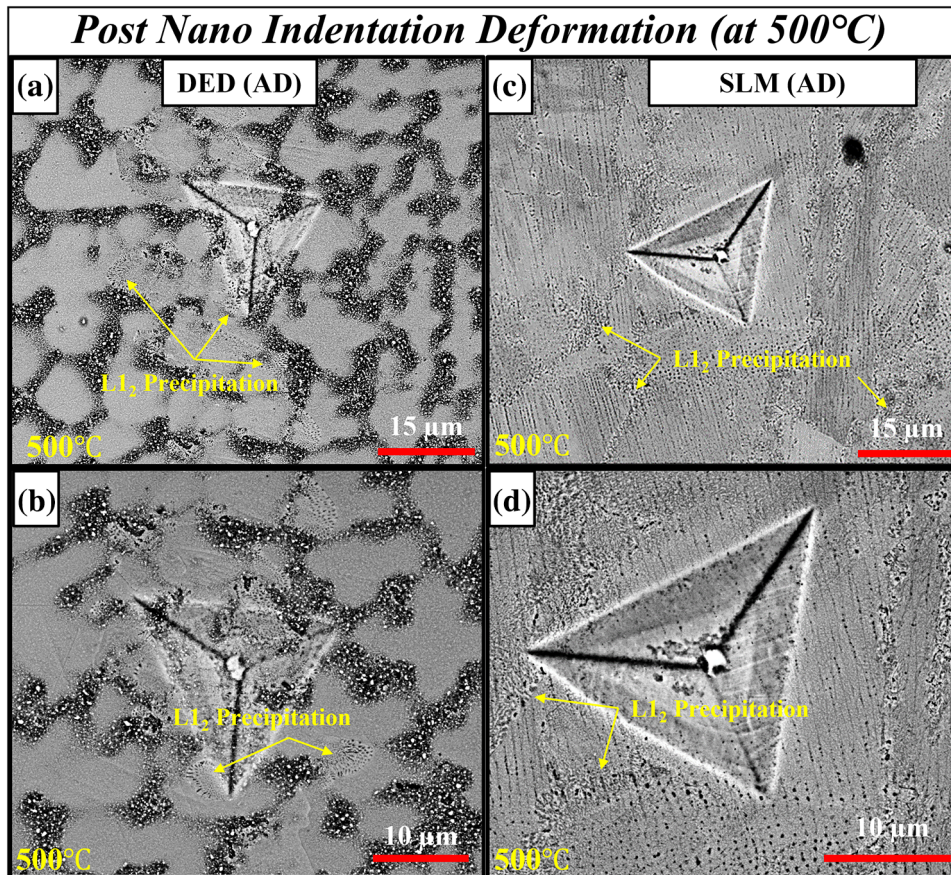 Post Nano Indentation Deformation (at 500°C)
(a)
DED (AD)
L1₂ Precipitation
500℃
15 μm
(c)
SLM (AD)
L1₂ Precipitation
15 μm
(b)
L1₂ Precipitation
500℃
10 μm
(d)
L1₂ Precipitation
500℃
10 μm